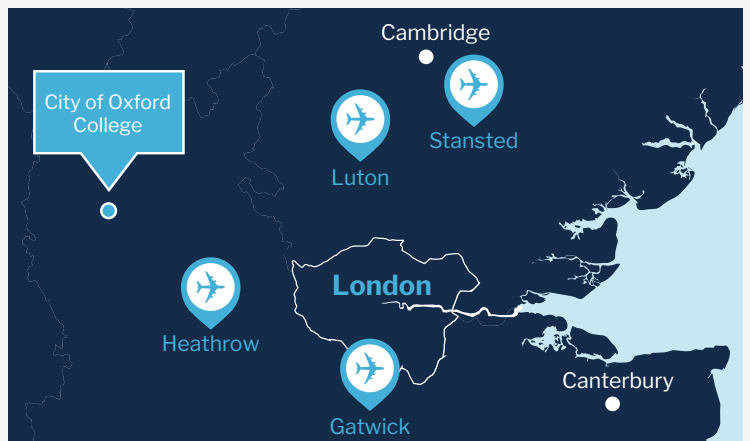 Cambridge
City of Oxford
College
Stansted
Luton
London
Heathrow
Canterbury
Gatwick